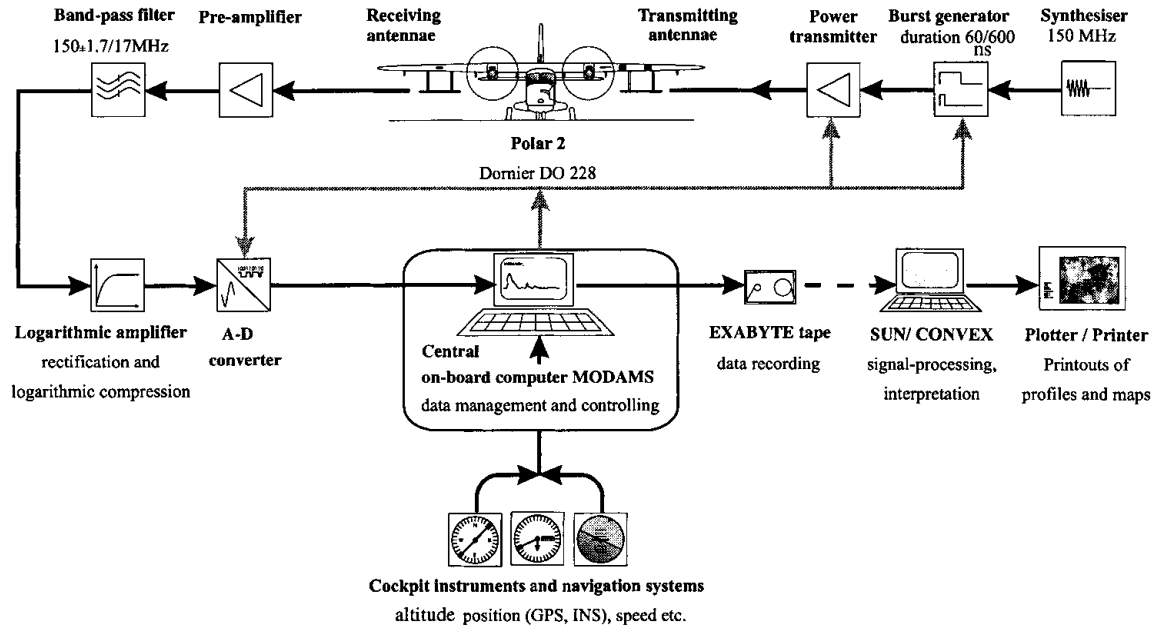 Band-pass filter
150±1.7/17MHz
Pre-amplifier
Receiving
antennae
Transmitting
antennae
Power
transmitter
Burst generator
duration 60/600
ns
Synthesiser
150 MHz
Polar 2
Dornier DO 228
Logarithmic amplifier
rectification and
logarithmic compression
A-D
converter
Central
on-board computer MODAMS
data management and controlling
EXABYTE tape
data recording
SUN/ CONVEX
signal-processing,
interpretation
Plotter / Printer
Printouts of
profiles and maps
Cockpit instruments and navigation systems
altitude position (GPS, INS), speed etc.